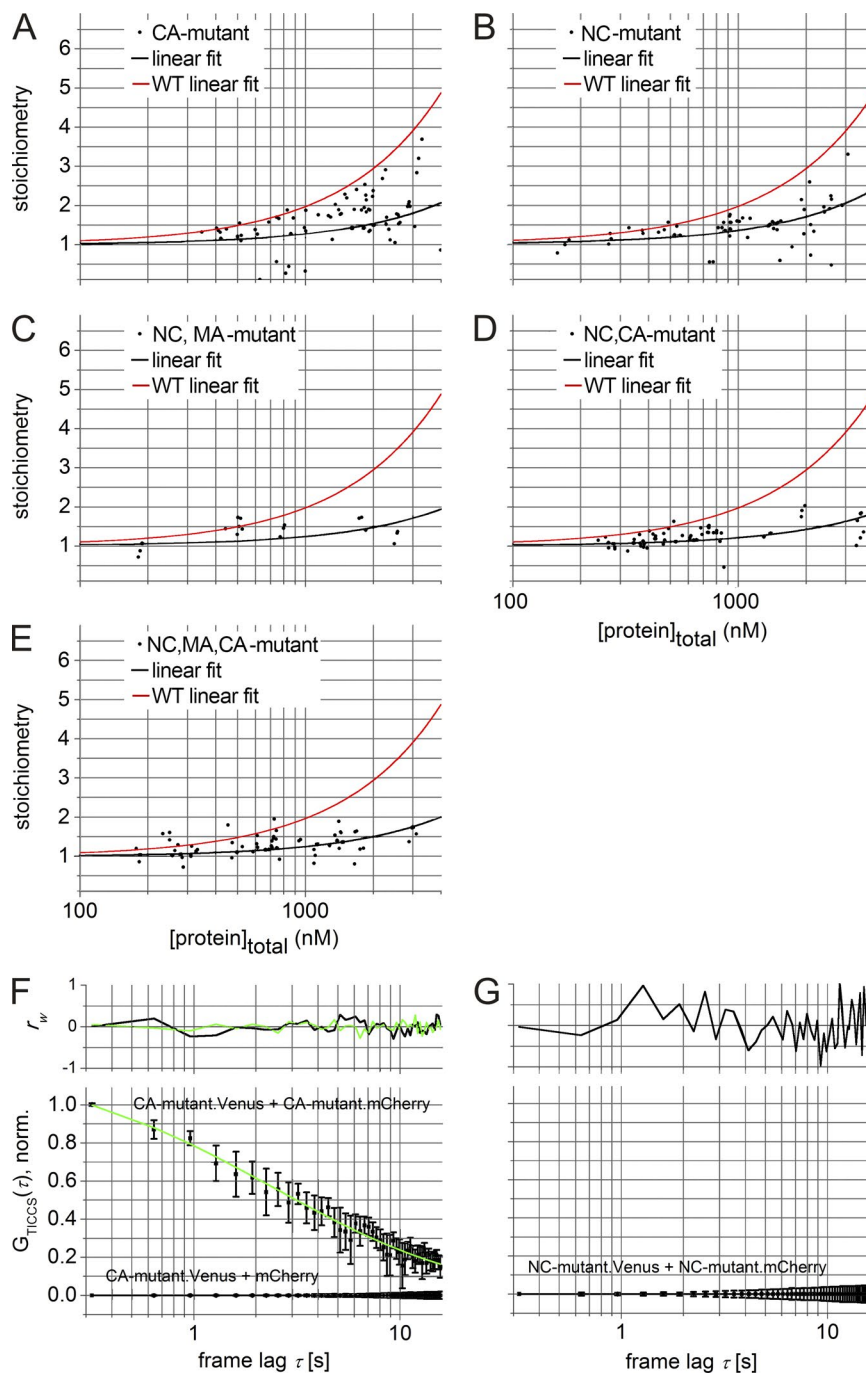 A
CA-mutant
linear fit
WT linear fit
stoichiometry
6
5
4
3
2
1
B
NC-mutant
linear fit
WT linear fit
C
NC, MA-mutant
linear fit
WT linear fit
stoichiometry
6
5
4
3
2
1
D
NC,CA-mutant
linear fit
WT linear fit
100
1000
[protein]total (nM)
E
NC,MA,CA-mutant
linear fit
WT linear fit
stoichiometry
6
5
4
3
2
1
100
1000
[protein]total (nM)
F
r_w
1
0
-1
G_TICCS(τ), norm.
1.0
0.8
0.6
0.4
0.2
0.0
CA-mutant.Venus + CA-mutant.mCherry
CA-mutant.Venus + mCherry
1
10
frame lag τ [s]
G
NC-mutant.Venus + NC-mutant.mCherry
1
10
frame lag τ [s]